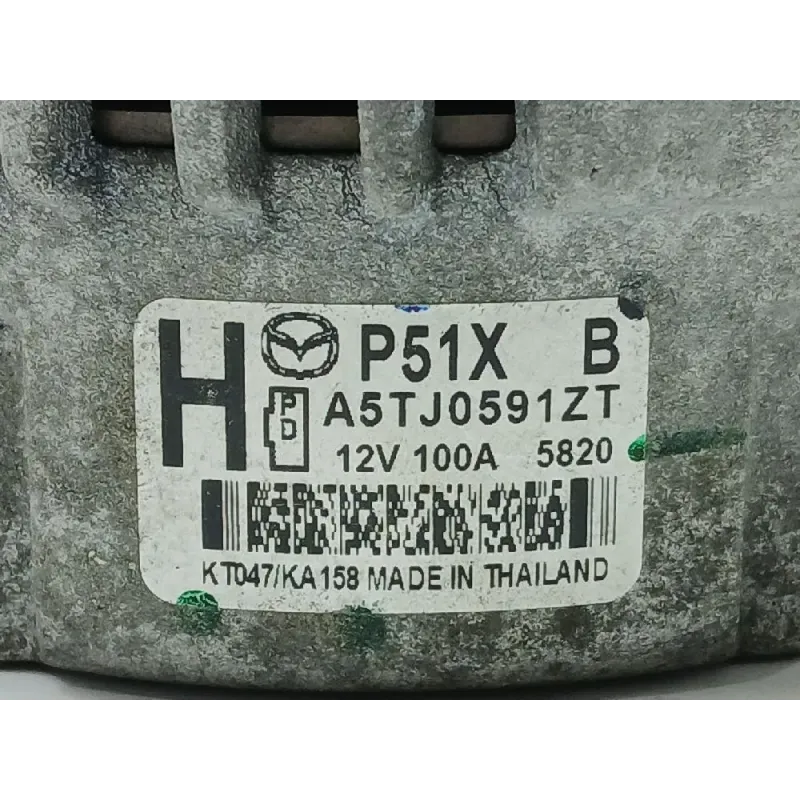 H P51X B
P D A5TJ0591ZT
12V 100A 5820
KT047/KA158 MADE IN THAILAND